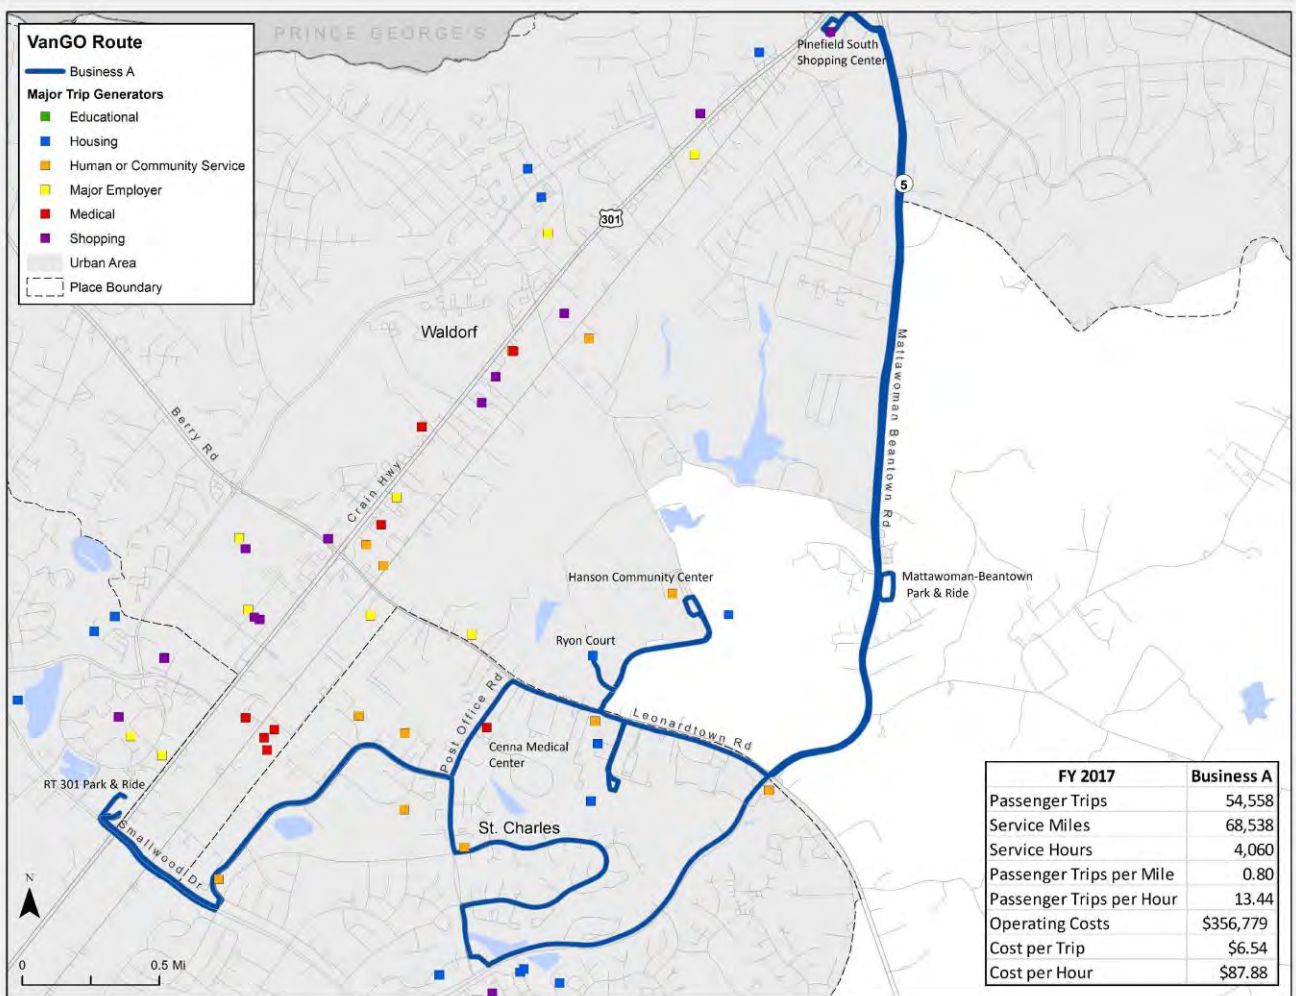 VanGO Route
Business A
Major Trip Generators
Educational
Housing
Human or Community Service
Major Employer
Medical
Shopping
Urban Area
Place Boundary
PRINCE GEORGE'S
Pinefield South
Shopping Center
5
301
Waldorf
Mattawoman Beantown Rd
Berry Rd
Crain Hwy
Hanson Community Center
Mattawoman-Beantown
Park & Ride
Ryon Court
Post Office Rd
Leonardtown Rd
Cenna Medical
Center
RT 301 Park & Ride
Smallwood Dr
St. Charles
N
0 0.5 Mi
FY 2017 Business A
Passenger Trips 54,558
Service Miles 68,538
Service Hours 4,060
Passenger Trips per Mile 0.80
Passenger Trips per Hour 13.44
Operating Costs $356,779
Cost per Trip $6.54
Cost per Hour $87.88